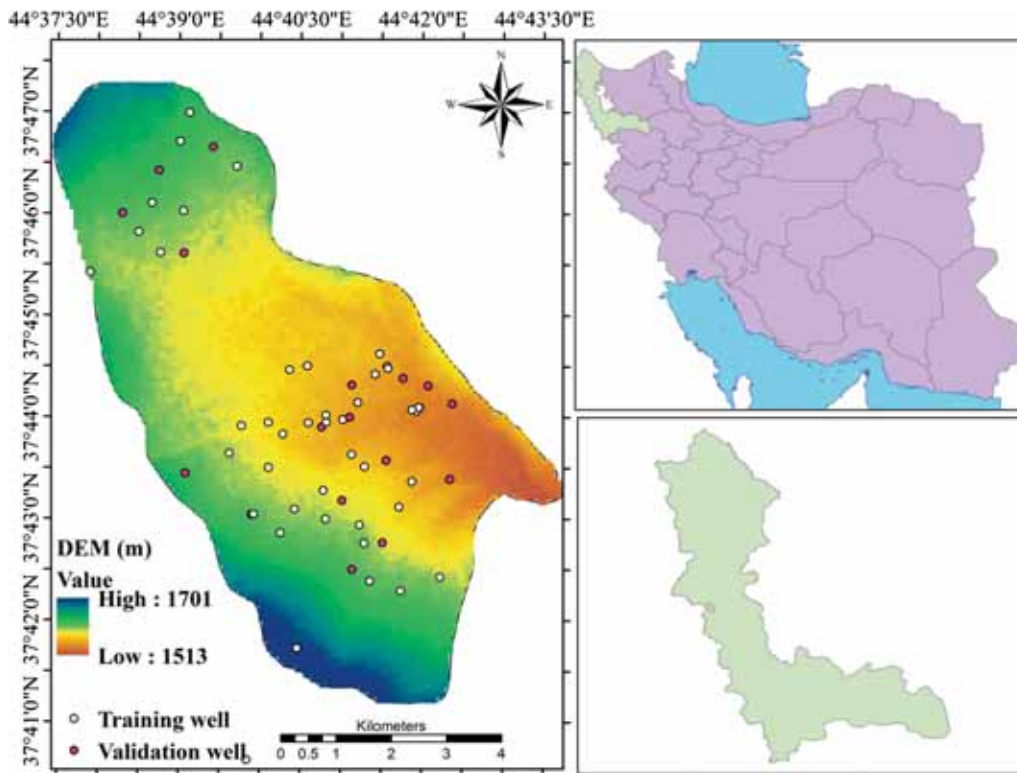 44°37'30"E 44°39'0"E 44°40'30"E 44°42'0"E 44°43'30"E
N
W E
S
37°47'0"N
37°46'0"N
37°45'0"N
37°44'0"N
37°43'0"N
37°42'0"N
37°41'0"N
DEM (m)
Value
High : 1701
Low : 1513
Training well
Validation well
Kilometers
0 0.5 1 2 3 4